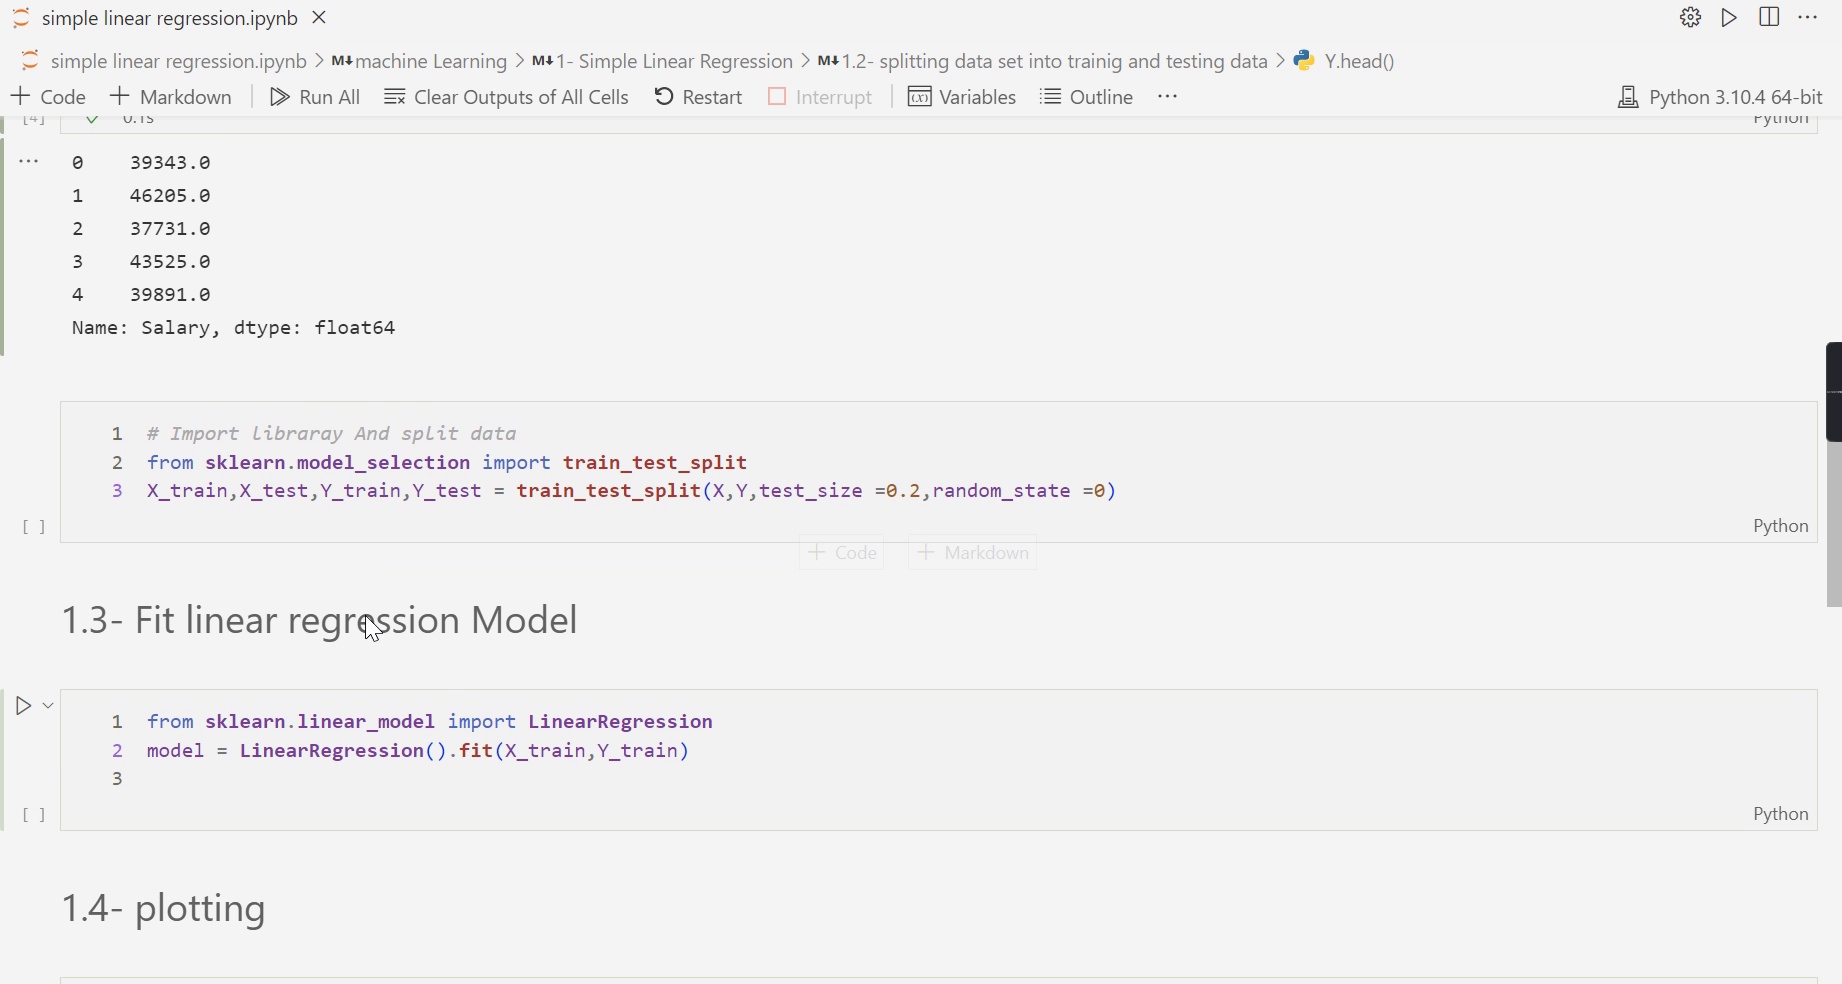 simple linear regression.ipynb
simple linear regression.ipynb > M↓machine Learning > M↓1- Simple Linear Regression > M↓1.2- splitting data set into trainig and testing data > Y.head()
+ Code + Markdown Run All Clear Outputs of All Cells Restart Interrupt Variables Outline ... Python 3.10.4 64-bit
[4] 0.1s Python
0 39343.0
1 46205.0
2 37731.0
3 43525.0
4 39891.0
Name: Salary, dtype: float64
1 # Import libraray And split data
2 from sklearn.model_selection import train_test_split
3 X_train,X_test,Y_train,Y_test = train_test_split(X,Y,test_size =0.2,random_state =0)
[ ] Python
+ Code + Markdown
1.3- Fit linear regression Model
1 from sklearn.linear_model import LinearRegression
2 model = LinearRegression().fit(X_train,Y_train)
3
[ ] Python
1.4- plotting